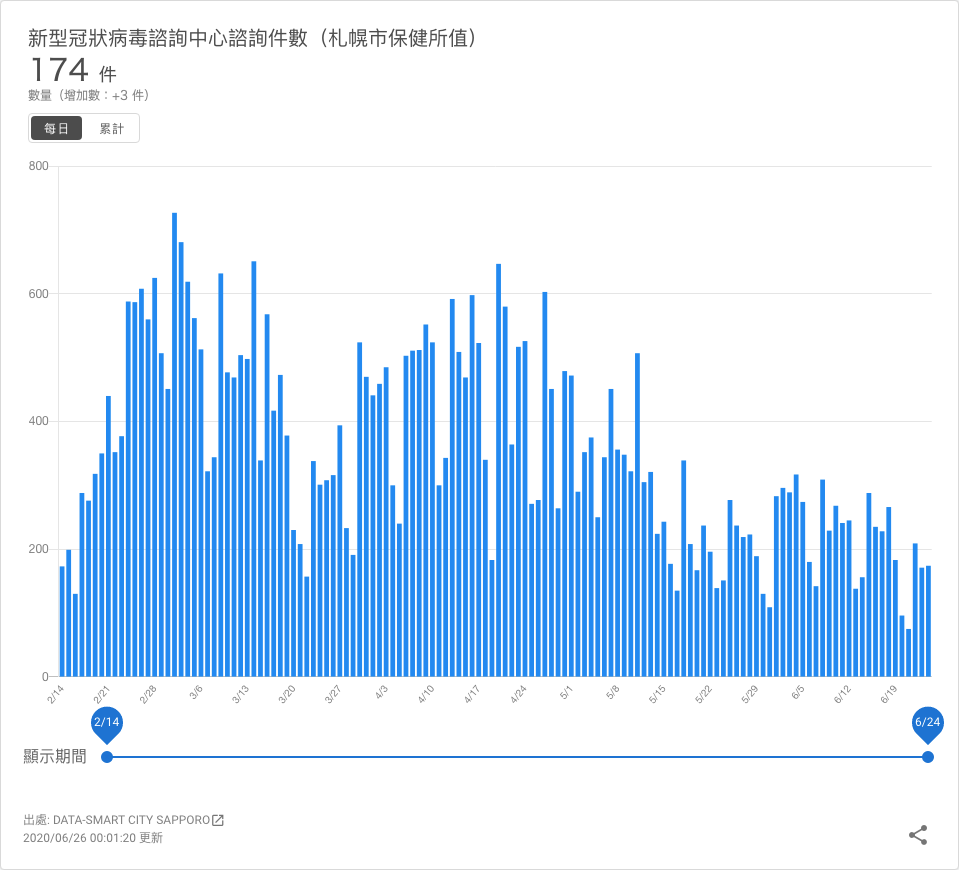 新型冠狀病毒諮詢中心諮詢件數（札幌市保健所值）
174 件
數量（增加數：+3 件）
每日 累計
800
600
400
200
0
2/14 2/21 2/28 3/6 3/13 3/20 3/27 4/3 4/10 4/17 4/24 5/1 5/8 5/15 5/22 5/29 6/5 6/12 6/19
2/14 6/24
顯示期間
出處: DATA-SMART CITY SAPPORO
2020/06/26 00:01:20 更新